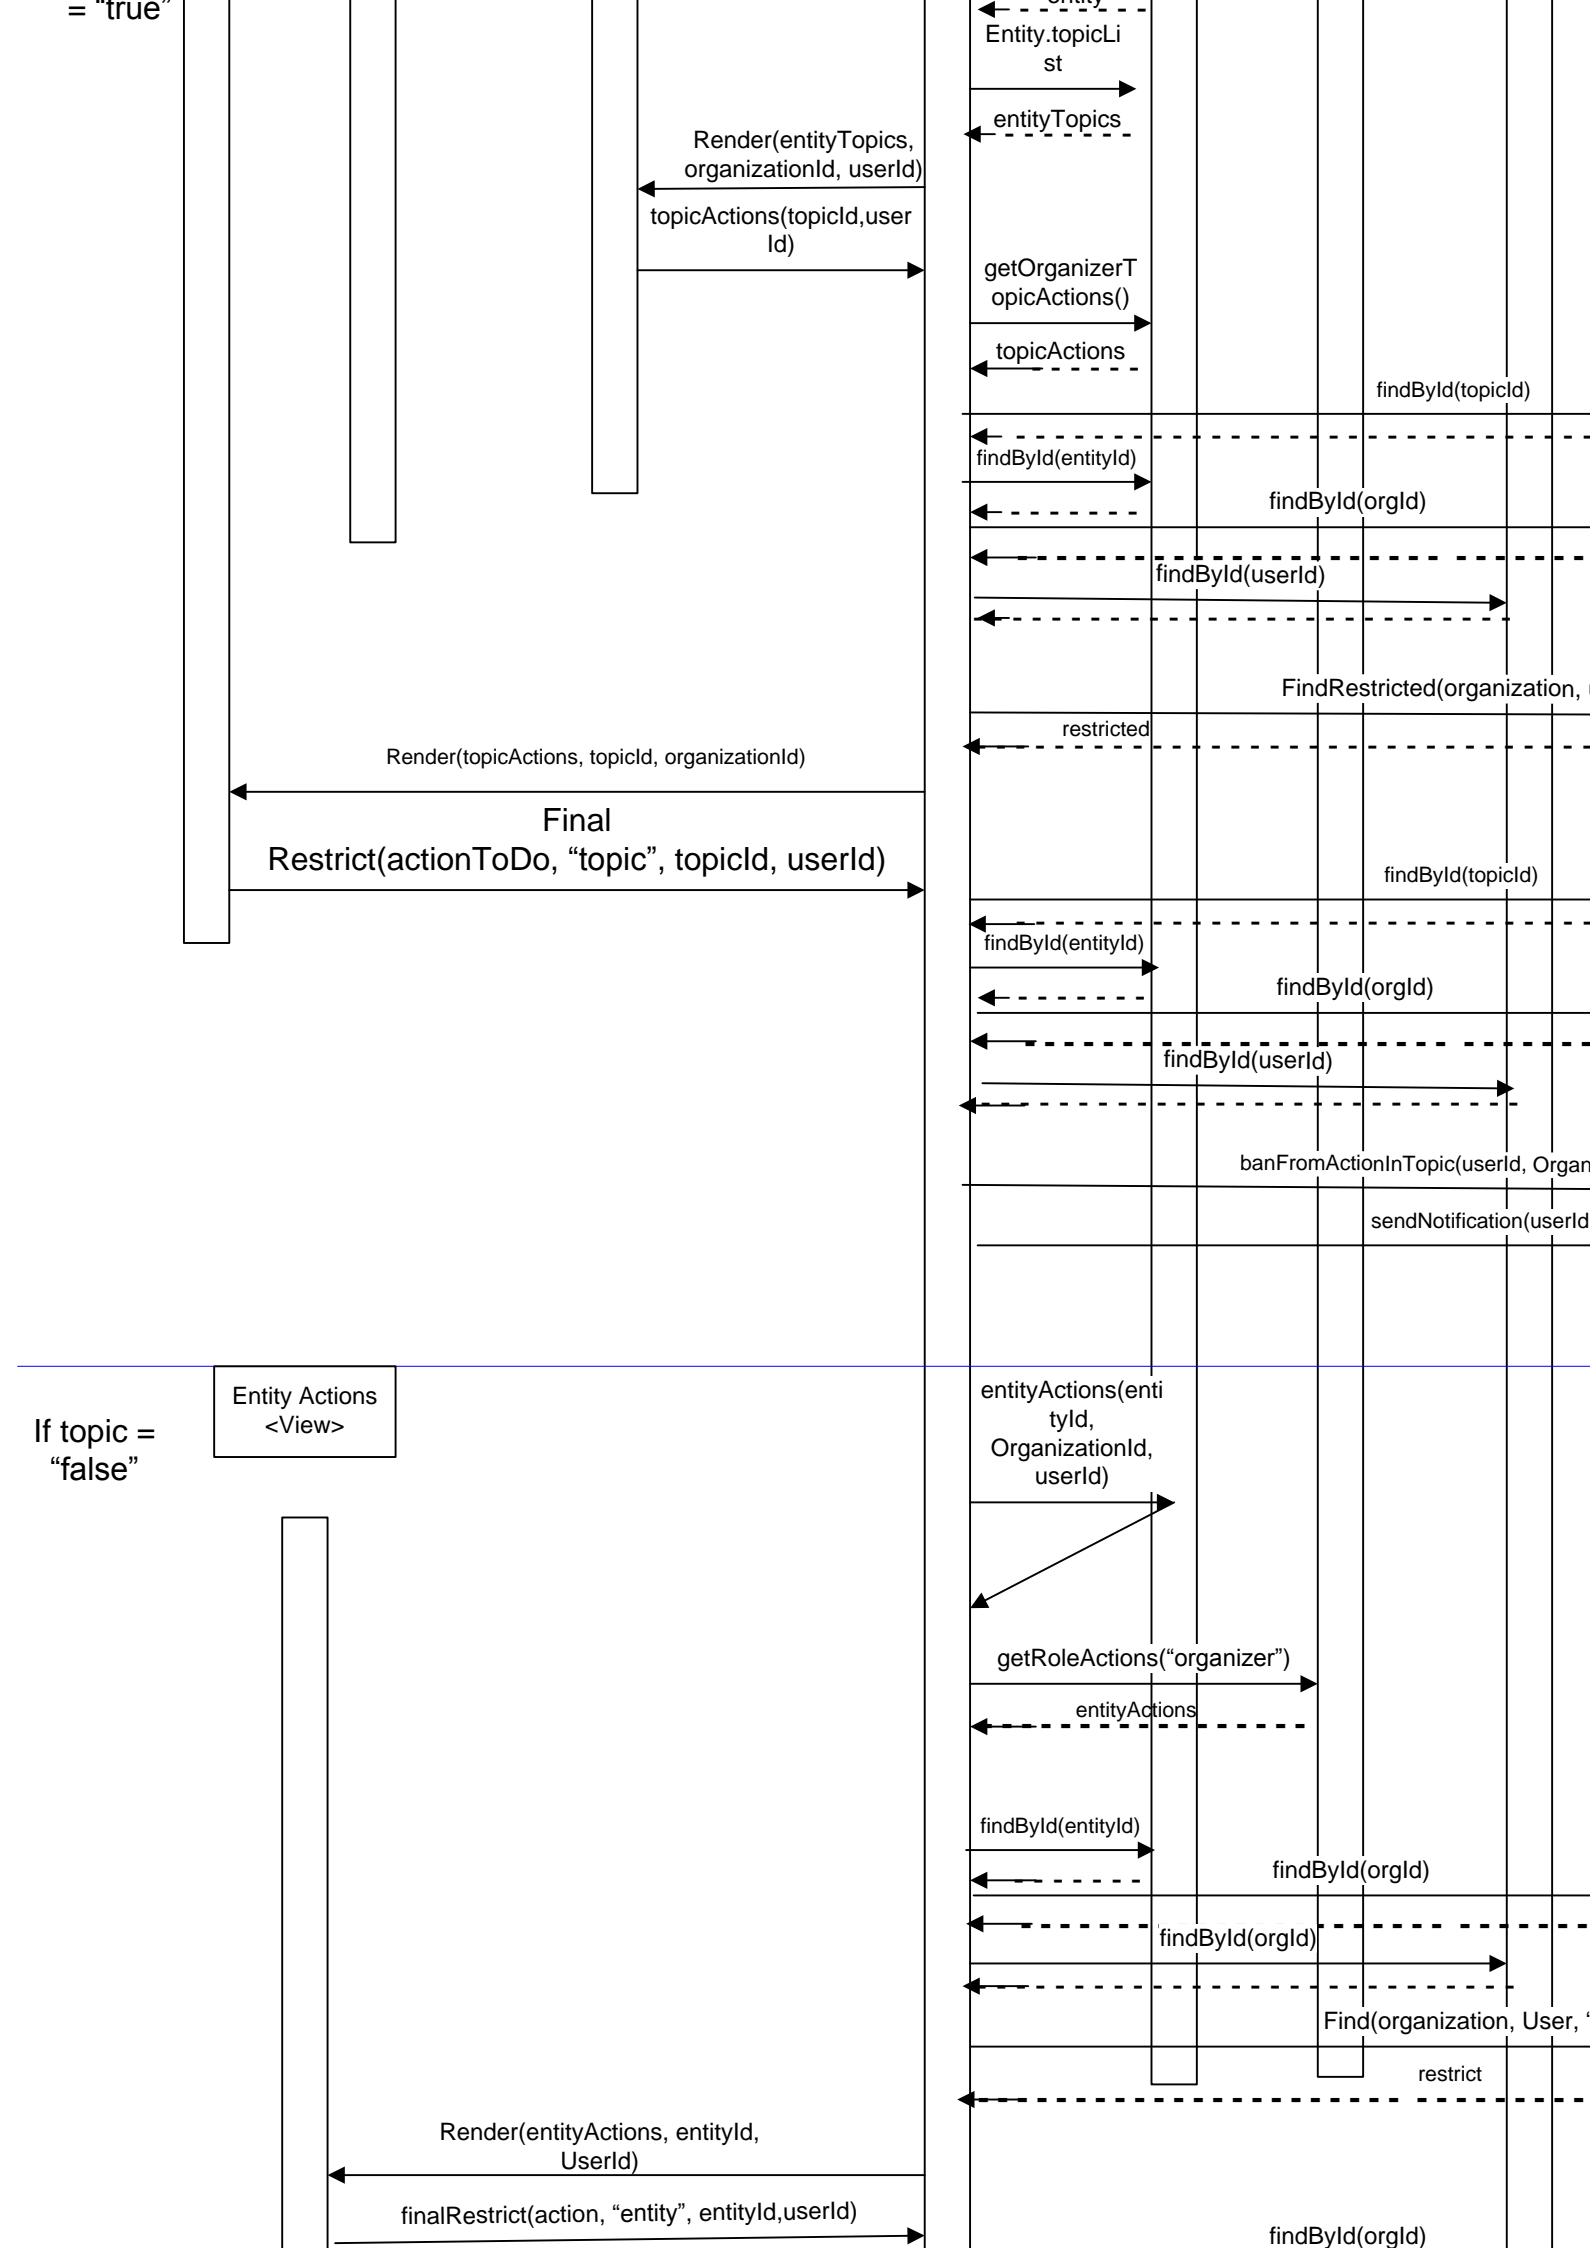 = “true”
entity
Entity.topicLi
st
entityTopics
Render(entityTopics,
organizationId, userId)
topicActions(topicId,user
Id)
getOrganizerT
opicActions()
topicActions
findById(topicId)
findById(entityId)
findById(orgId)
findById(userId)
FindRestricted(organization,
restricted
Render(topicActions, topicId, organizationId)
Final
Restrict(actionToDo, “topic”, topicId, userId)
findById(topicId)
findById(entityId)
findById(orgId)
findById(userId)
banFromActionInTopic(userId, Organ
sendNotification(userId
Entity Actions
<View>
If topic =
“false”
entityActions(enti
tyId,
OrganizationId,
userId)
getRoleActions(“organizer”)
entityActions
findById(entityId)
findById(orgId)
findById(orgId)
Find(organization, User, “
restrict
Render(entityActions, entityId,
UserId)
finalRestrict(action, “entity”, entityId,userId)
findById(orgId)